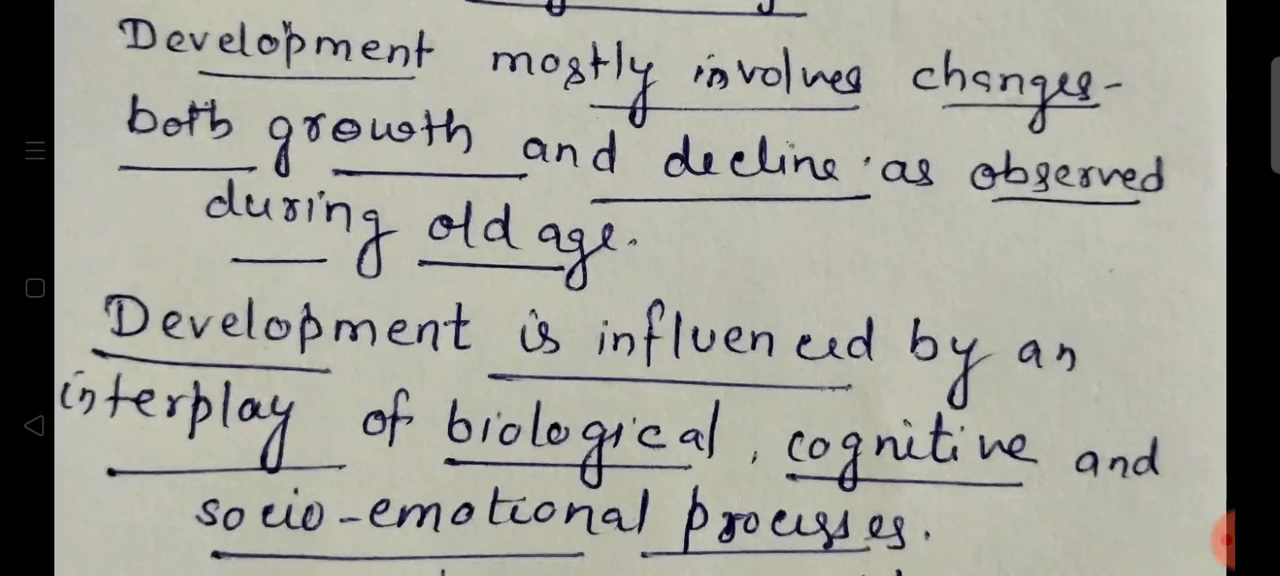 Development mostly involves changes-
both growth and decline as observed
during old age.
Development is influenced by an
interplay of biological, cognitive and
socio-emotional processes.